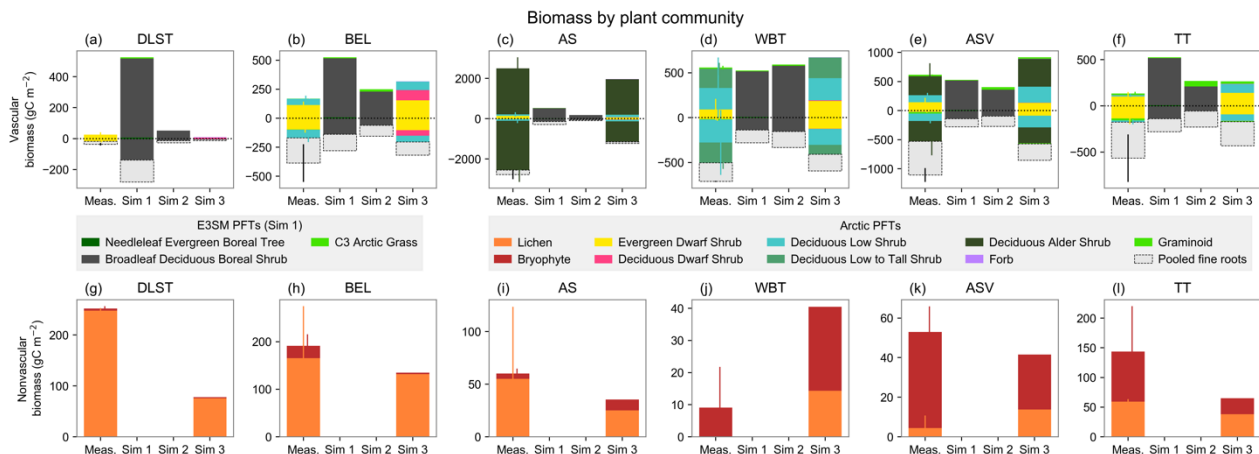 Biomass by plant community
(a) DLST
(b) BEL
(c) AS
(d) WBT
(e) ASV
(f) TT
Vascular
biomass (gC m⁻²)
400
200
0
−200
500
250
0
−250
−500
2000
0
−2000
500
0
−500
1000
500
0
−500
−1000
500
0
−500
Meas. Sim 1 Sim 2 Sim 3
Meas. Sim 1 Sim 2 Sim 3
Meas. Sim 1 Sim 2 Sim 3
Meas. Sim 1 Sim 2 Sim 3
Meas. Sim 1 Sim 2 Sim 3
Meas. Sim 1 Sim 2 Sim 3
E3SM PFTs (Sim 1)
Needleleaf Evergreen Boreal Tree
C3 Arctic Grass
Broadleaf Deciduous Boreal Shrub
Arctic PFTs
Lichen
Evergreen Dwarf Shrub
Deciduous Low Shrub
Deciduous Alder Shrub
Graminoid
Bryophyte
Deciduous Dwarf Shrub
Deciduous Low to Tall Shrub
Forb
Pooled fine roots
(g) DLST
(h) BEL
(i) AS
(j) WBT
(k) ASV
(l) TT
Nonvascular
biomass (gC m⁻²)
200
100
0
200
100
0
100
50
0
40
30
20
10
0
60
40
20
0
200
150
100
50
0
Meas. Sim 1 Sim 2 Sim 3
Meas. Sim 1 Sim 2 Sim 3
Meas. Sim 1 Sim 2 Sim 3
Meas. Sim 1 Sim 2 Sim 3
Meas. Sim 1 Sim 2 Sim 3
Meas. Sim 1 Sim 2 Sim 3